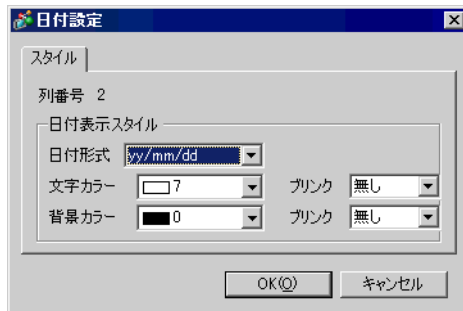 日付設定
スタイル
列番号 2
日付表示スタイル
日付形式 yy/mm/dd
文字カラー 7 ブリンク 無し
背景カラー 0 ブリンク 無し
OK(O) キャンセル